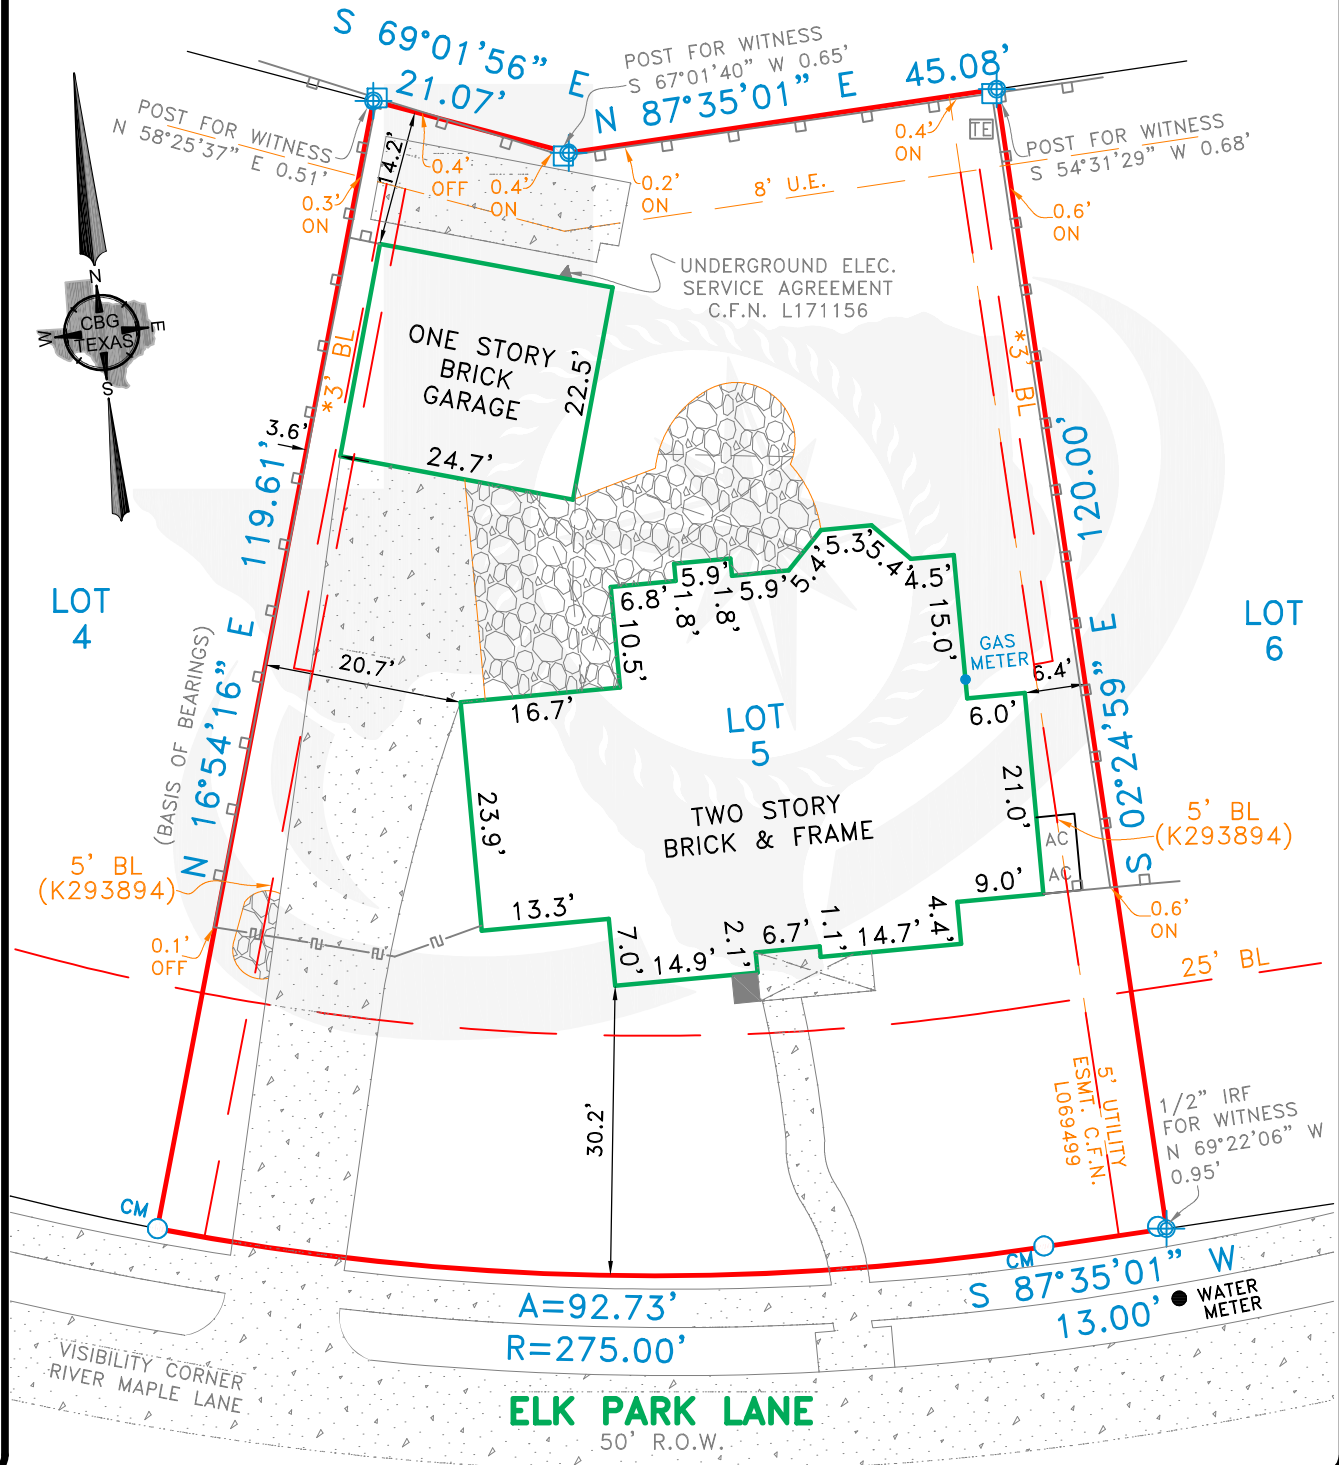 S 69°01'56" E
21.07'
POST FOR WITNESS
S 67°01'40" W 0.65'
N 87°35'01" E
45.08'
POST FOR WITNESS
N 58°25'37" E 0.51'
POST FOR WITNESS
S 54°31'29" W 0.68'
TE
14.2'
0.4'
OFF
0.4'
ON
0.2'
ON
8' U.E.
0.4'
ON
0.3'
ON
0.6'
ON
UNDERGROUND ELEC.
SERVICE AGREEMENT
C.F.N. L171156
N
E
S
W
CBG
TEXAS
ONE STORY
BRICK
GARAGE
22.5'
24.7'
*3' BL
*3' BL
3.6'
119.61'
N 16°54'16" E
(BASIS OF BEARINGS)
120.00'
S 02°24'59" E
LOT
4
LOT
6
LOT
5
TWO STORY
BRICK & FRAME
20.7'
16.7'
10.5'
6.8'
1.8'
5.9'
1.8'
5.9'
5.4'
5.3'
5.4'
4.5'
15.0'
GAS
METER
6.4'
6.0'
21.0'
23.9'
AC
AC
5' BL
(K293894)
5' BL
(K293894)
9.0'
4.4'
14.7'
1.1'
6.7'
2.1'
14.9'
7.0'
13.3'
0.1'
OFF
0.6'
ON
25' BL
30.2'
5' UTILITY
ESMT. C.F.N.
L069499
1/2" IRF
FOR WITNESS
N 69°22'06" W
0.95'
CM
CM
S 87°35'01" W
13.00'
WATER
METER
A=92.73'
R=275.00'
VISIBILITY CORNER
RIVER MAPLE LANE
ELK PARK LANE
50' R.O.W.